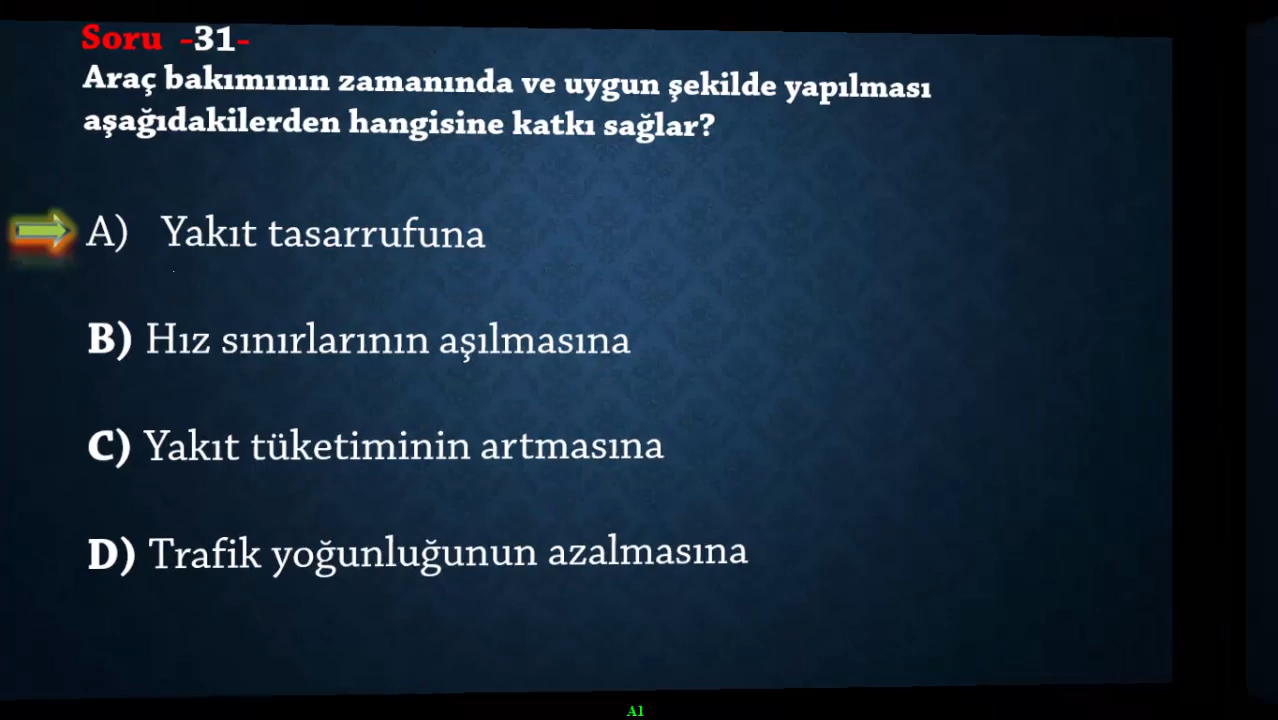 Soru -31-
Araç bakımının zamanında ve uygun şekilde yapılması
aşağıdakilerden hangisine katkı sağlar?
A) Yakıt tasarrufuna
B) Hız sınırlarının aşılmasına
C) Yakıt tüketiminin artmasına
D) Trafik yoğunluğunun azalmasına
A1